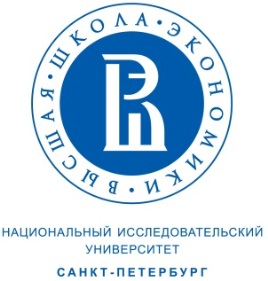 ВЫСШАЯ • ШКОЛА • ЭКОНОМИКИ •
НАЦИОНАЛЬНЫЙ ИССЛЕДОВАТЕЛЬСКИЙ
УНИВЕРСИТЕТ
САНКТ-ПЕТЕРБУРГ